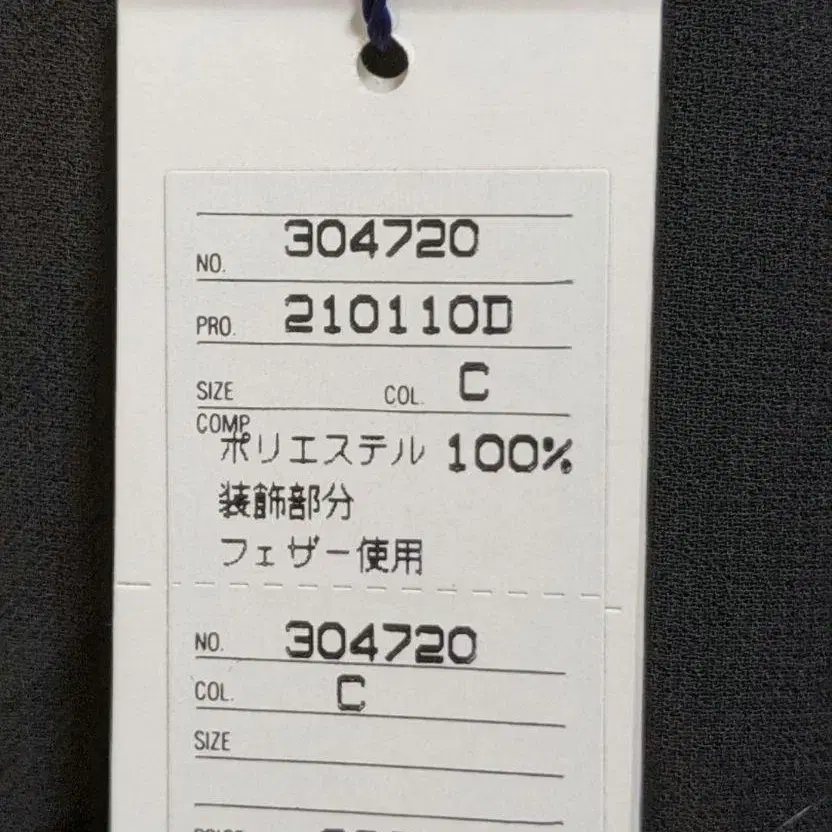 NO. 304720
PRO. 210110D
SIZE COL. C
COMP.
ポリエステル 100%
装飾部分
フェザー使用
NO. 304720
COL. C
SIZE